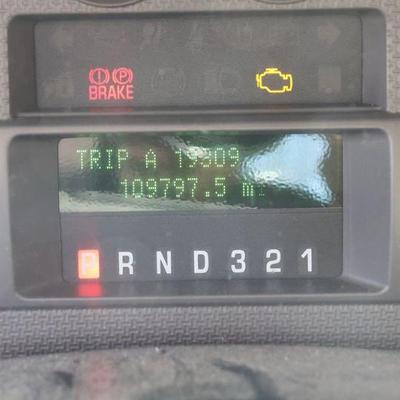 BRAKE
TRIP A 19309
109797.5 mi
P R N D 3 2 1